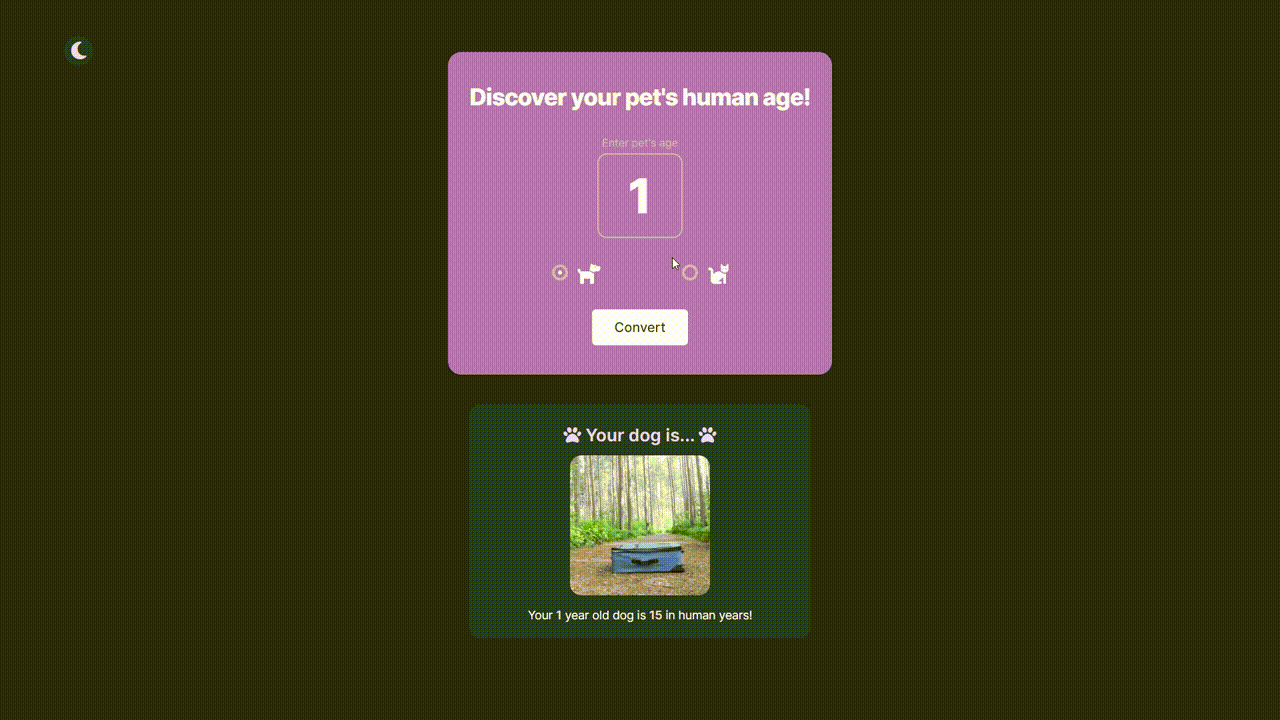 Discover your pet's human age!
Enter pet's age
1
Convert
Your dog is...
Your 1 year old dog is 15 in human years!